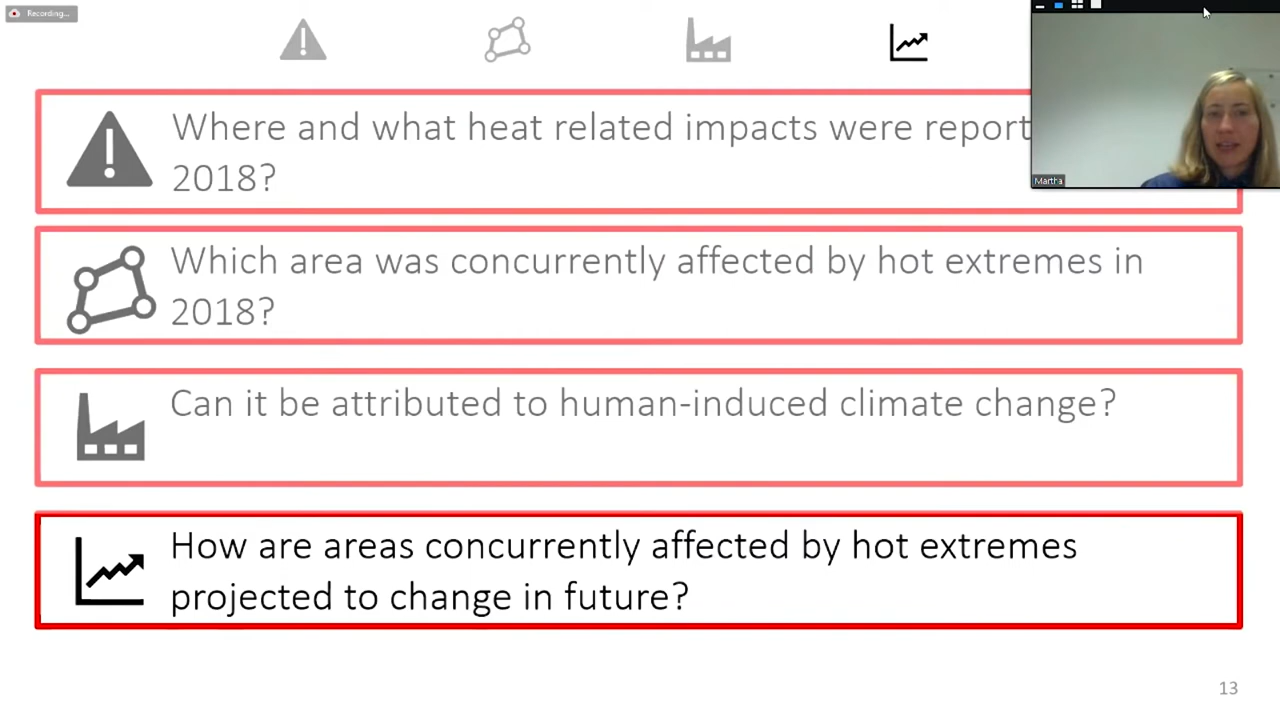 Recording...
Where and what heat related impacts were report
2018?
Martha
Which area was concurrently affected by hot extremes in
2018?
Can it be attributed to human-induced climate change?
How are areas concurrently affected by hot extremes
projected to change in future?
13